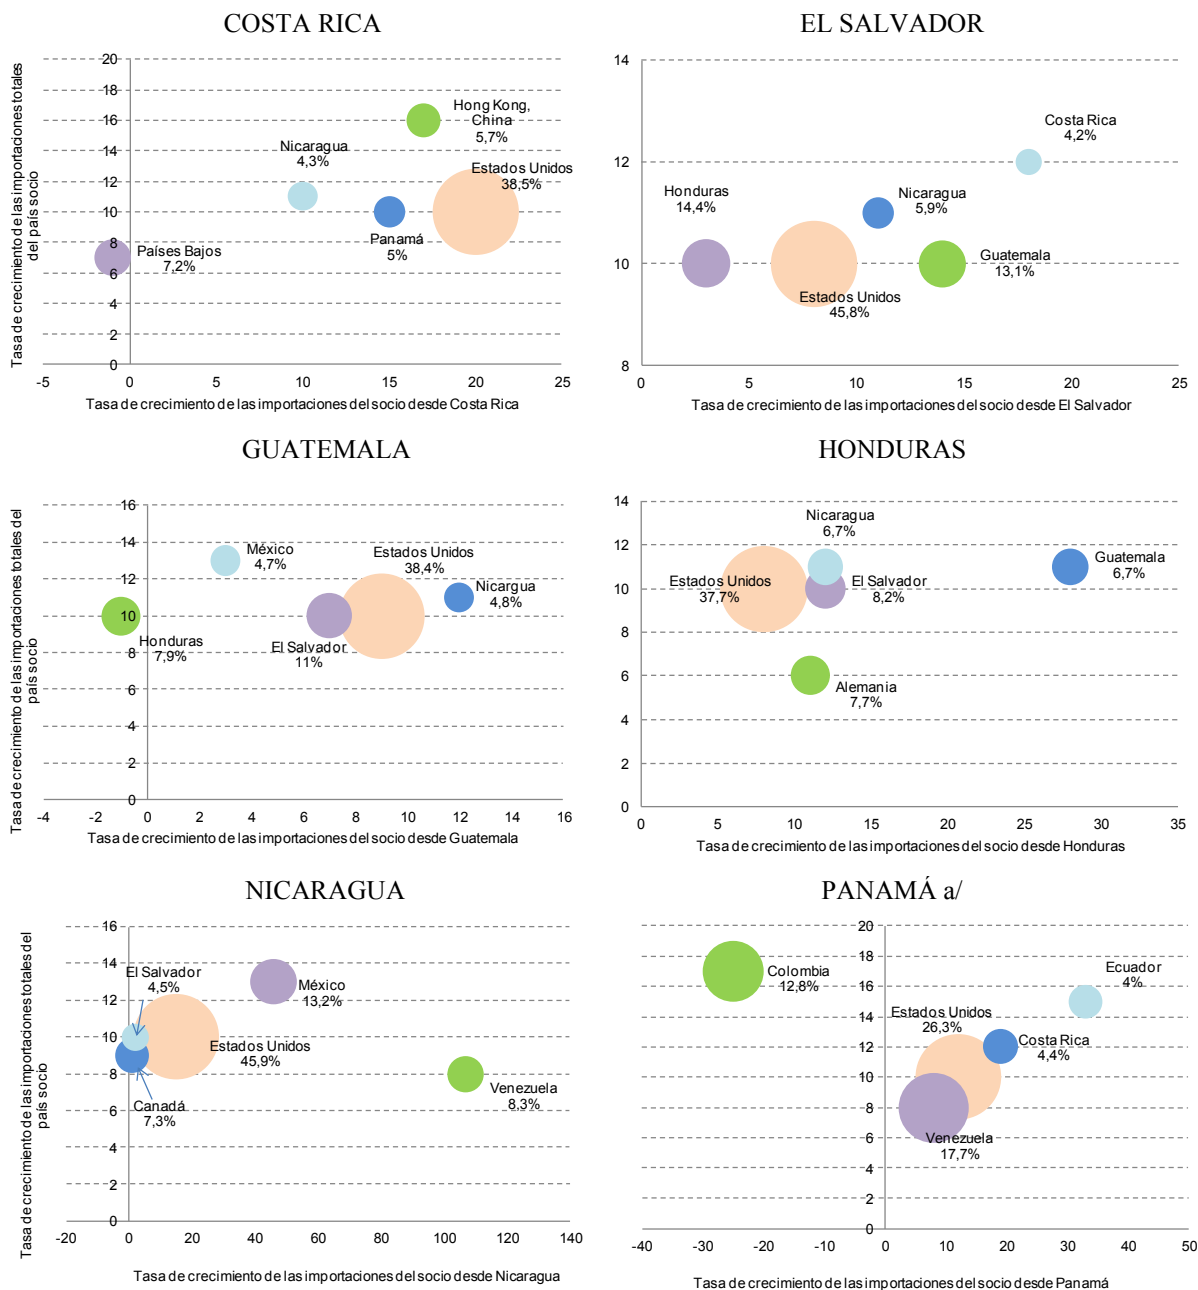 COSTA RICA
Tasa de crecimiento de las importaciones totales
del país socio
20
18
16
14
12
10
8
6
4
2
0
-5
0
5
10
15
20
25
Hong Kong,
China
5,7%
Nicaragua
4,3%
Estados Unidos
38,5%
Panamá
5%
Países Bajos
7,2%
Tasa de crecimiento de las importaciones del socio desde Costa Rica
EL SALVADOR
14
12
10
8
0
5
10
15
20
25
Costa Rica
4,2%
Honduras
14,4%
Nicaragua
5,9%
Guatemala
13,1%
Estados Unidos
45,8%
Tasa de crecimiento de las importaciones del socio desde El Salvador
GUATEMALA
Tasa de crecimiento de las importaciones totales del
país socio
16
14
12
10
8
6
4
2
0
-4
-2
0
2
4
6
8
10
12
14
16
México
4,7%
Estados Unidos
38,4%
Nicargua
4,8%
Honduras
7,9%
El Salvador
11%
Tasa de crecimiento de las importaciones del socio desde Guatemala
HONDURAS
14
12
10
8
6
4
2
0
0
5
10
15
20
25
30
35
Nicaragua
6,7%
Guatemala
6,7%
Estados Unidos
37,7%
El Salvador
8,2%
Alemania
7,7%
Tasa de crecimiento de las importaciones del socio desde Honduras
NICARAGUA
Tasa de crecimiento de las importaciones totales del
país socio
16
14
12
10
8
6
4
2
0
-20
0
20
40
60
80
100
120
140
El Salvador
4,5%
México
13,2%
Estados Unidos
45,9%
Venezuela
8,3%
Canadá
7,3%
Tasa de crecimiento de las importaciones del socio desde Nicaragua
PANAMÁ a/
20
18
16
14
12
10
8
6
4
2
0
-40
-30
-20
-10
0
10
20
30
40
50
Colombia
12,8%
Ecuador
4%
Estados Unidos
26,3%
Costa Rica
4,4%
Venezuela
17,7%
Tasa de crecimiento de las importaciones del socio desde Panamá